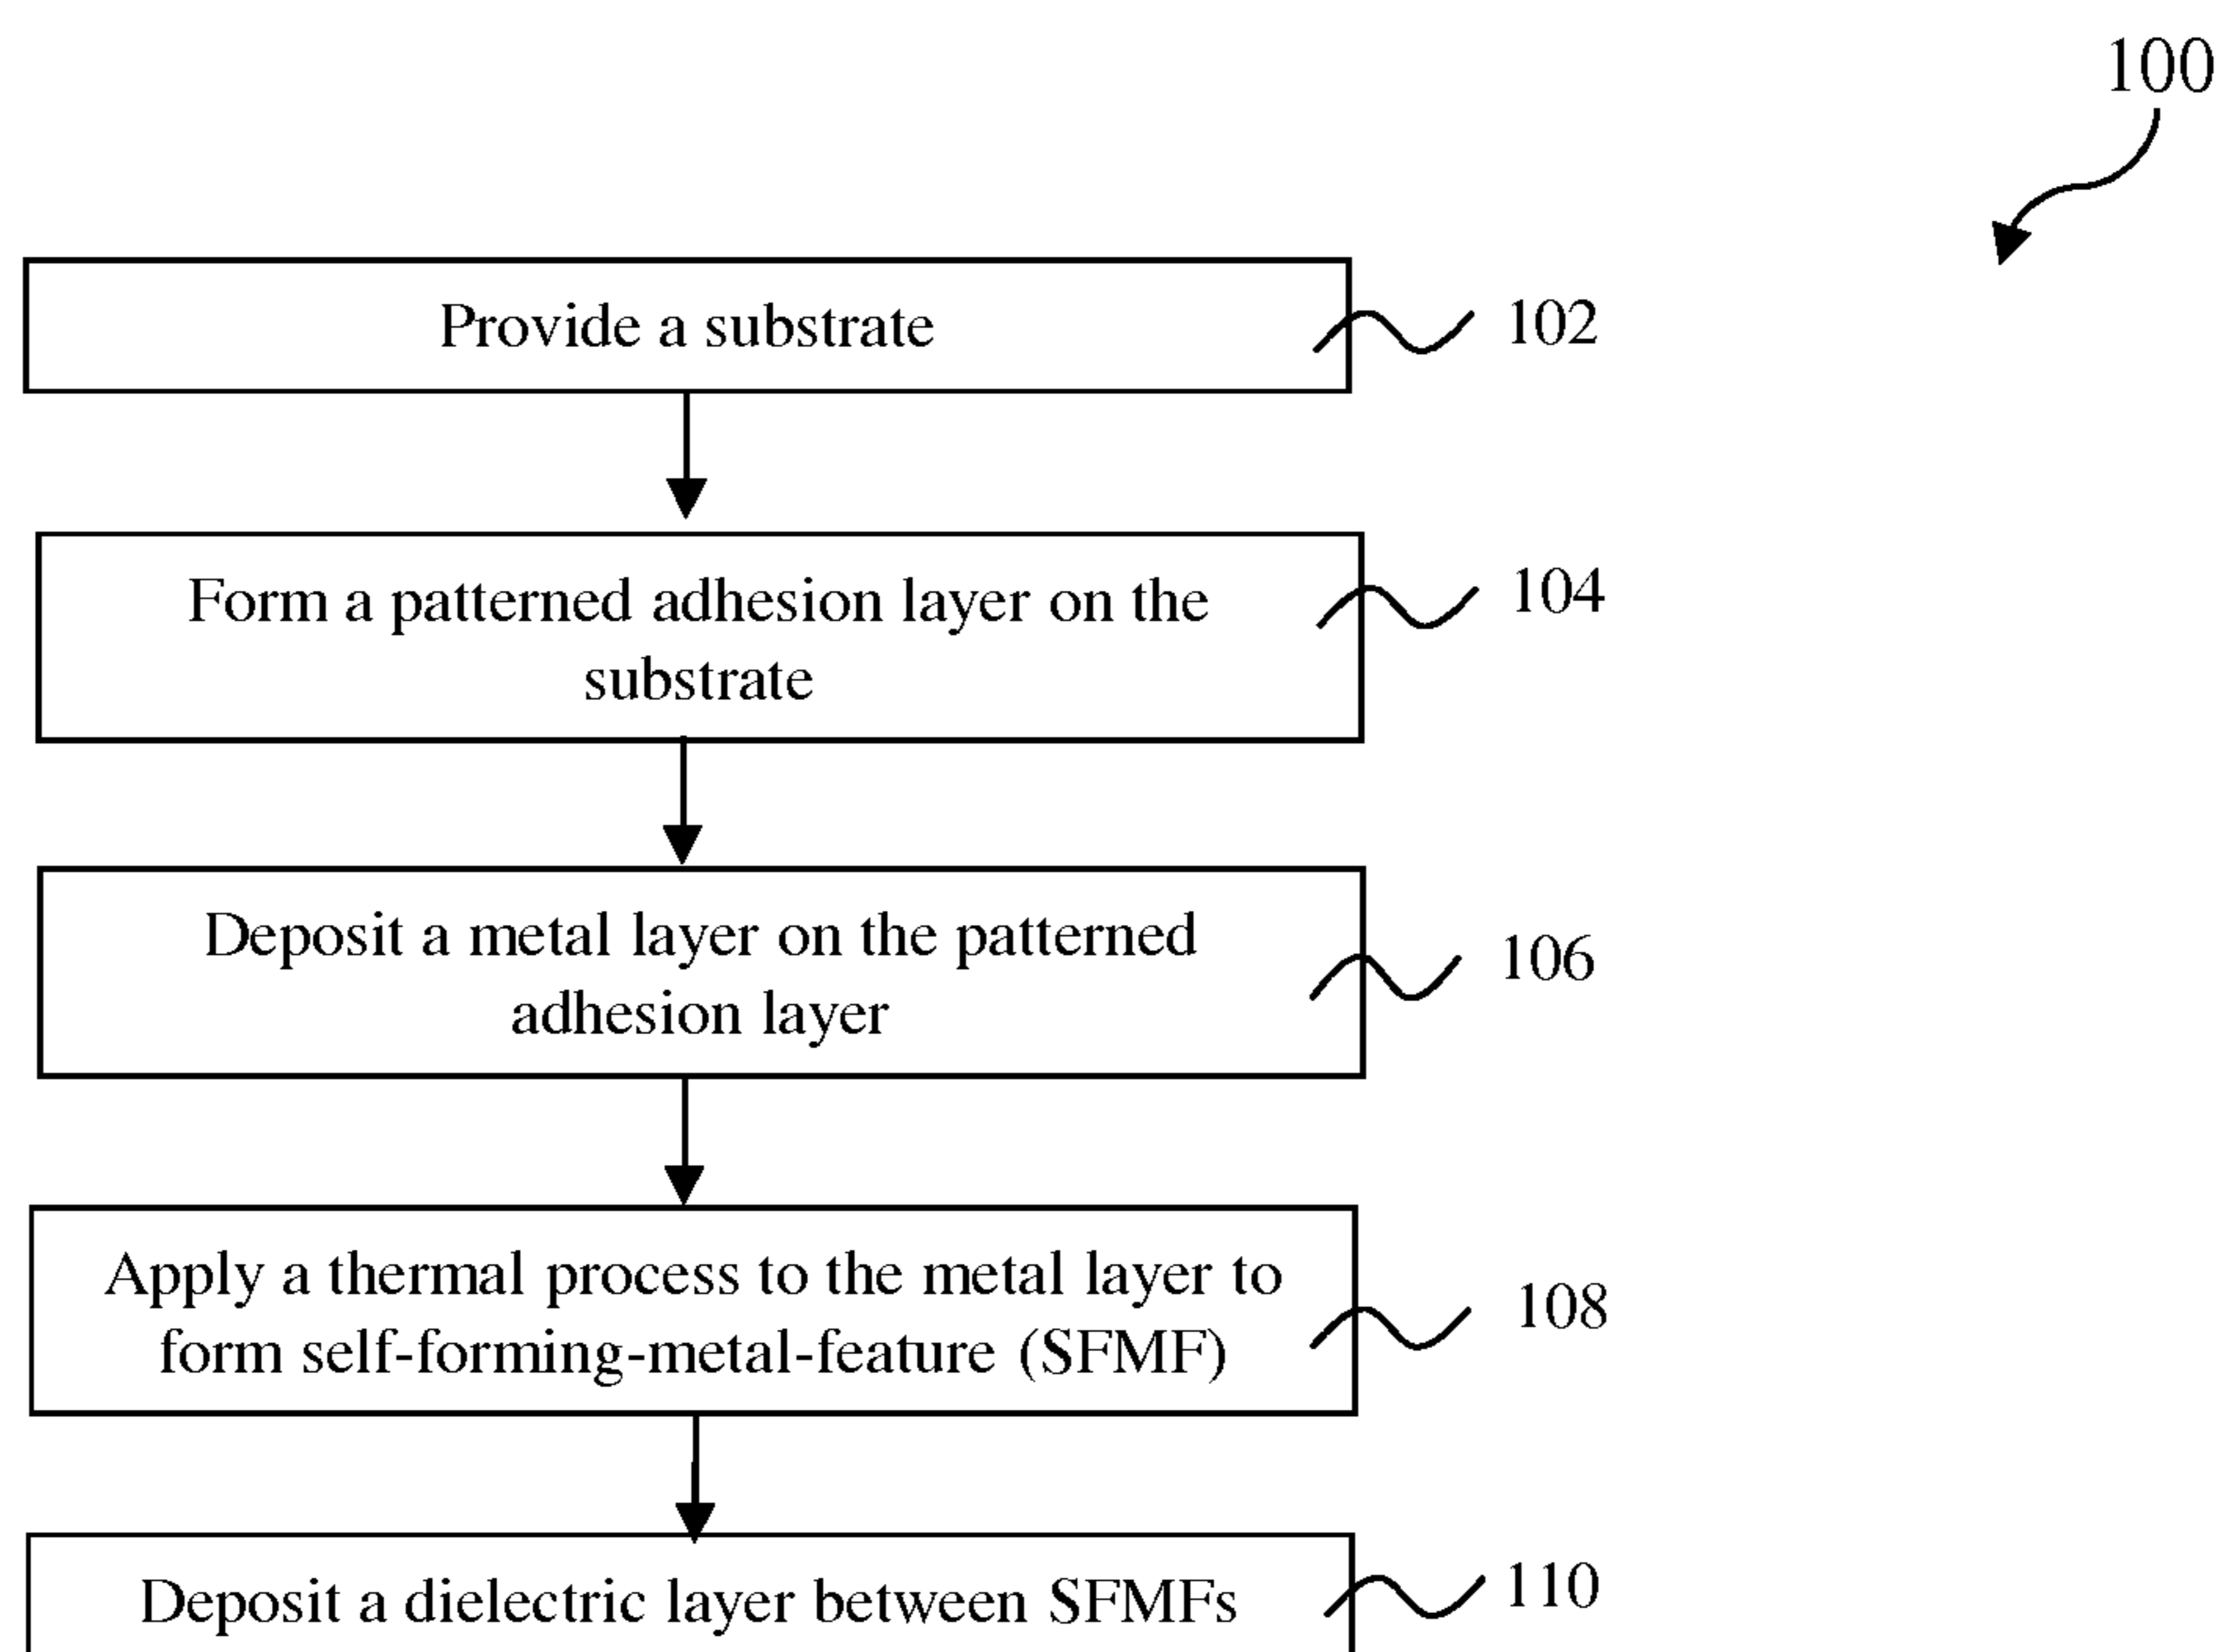 100
Provide a substrate
102
Form a patterned adhesion layer on the
substrate
104
Deposit a metal layer on the patterned
adhesion layer
106
Apply a thermal process to the metal layer to
form self-forming-metal-feature (SFMF)
108
Deposit a dielectric layer between SFMFs
110